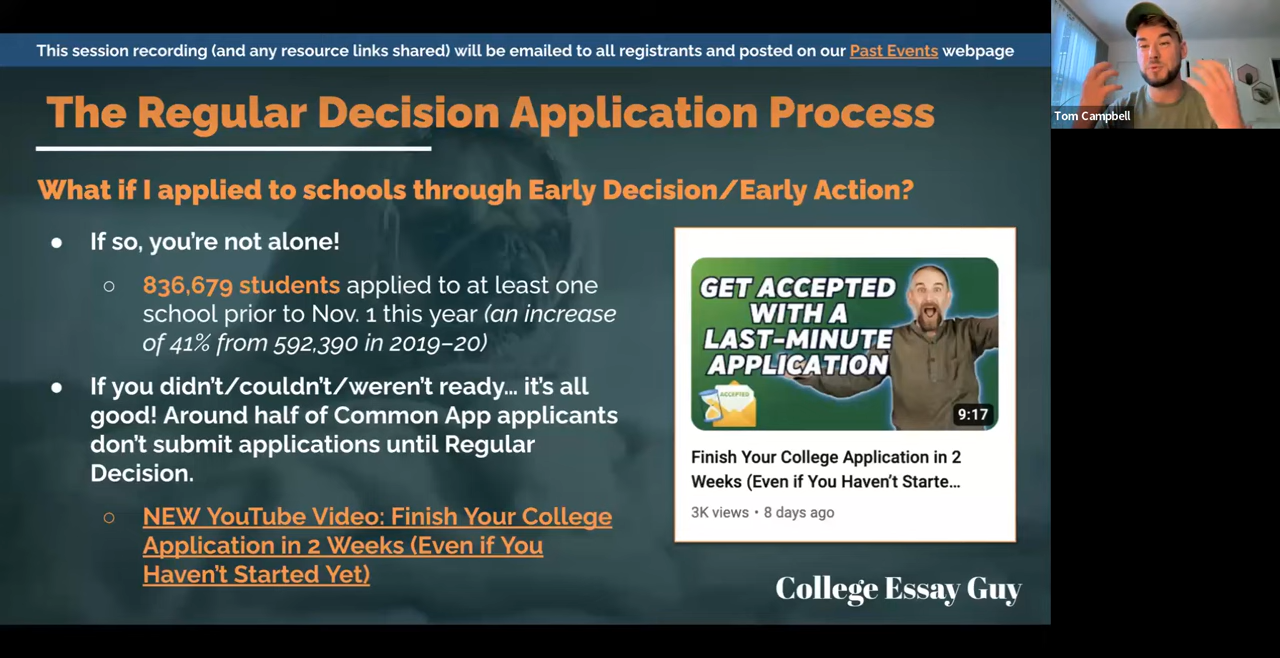 This session recording (and any resource links shared) will be emailed to all registrants and posted on our Past Events webpage
Tom Campbell
The Regular Decision Application Process
What if I applied to schools through Early Decision/Early Action?
● If so, you're not alone!
○ 836,679 students applied to at least one
school prior to Nov. 1 this year (an increase
of 41% from 592,390 in 2019–20)
● If you didn't/couldn't/weren't ready... it's all
good! Around half of Common App applicants
don't submit applications until Regular
Decision.
○ NEW YouTube Video: Finish Your College
Application in 2 Weeks (Even if You
Haven't Started Yet)
GET ACCEPTED
WITH A
LAST-MINUTE
APPLICATION
ACCEPTED
9:17
Finish Your College Application in 2
Weeks (Even if You Haven't Starte...
3K views • 8 days ago
College Essay Guy